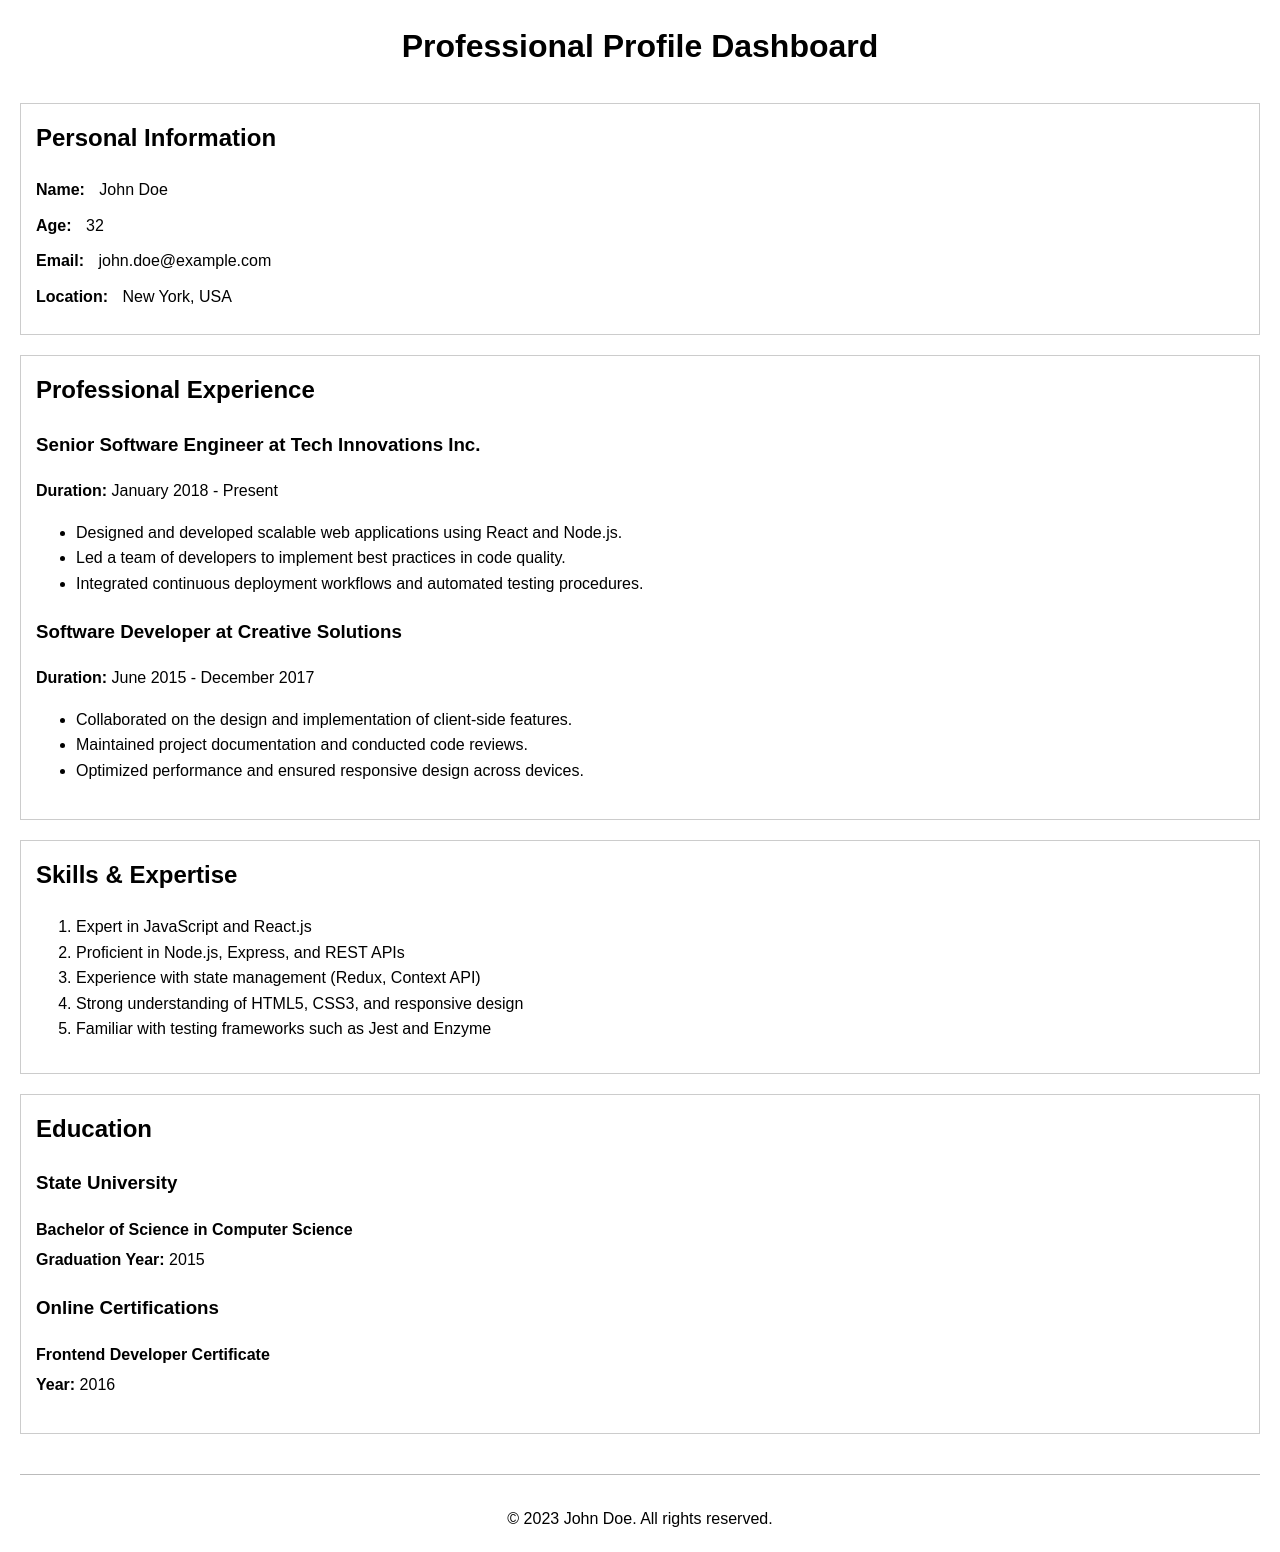 Professional Profile Dashboard
Personal Information
Name: John Doe
Age: 32
Email: john.doe@example.com
Location: New York, USA
Professional Experience
Senior Software Engineer at Tech Innovations Inc.
Duration: January 2018 - Present
• Designed and developed scalable web applications using React and Node.js.
• Led a team of developers to implement best practices in code quality.
• Integrated continuous deployment workflows and automated testing procedures.
Software Developer at Creative Solutions
Duration: June 2015 - December 2017
• Collaborated on the design and implementation of client-side features.
• Maintained project documentation and conducted code reviews.
• Optimized performance and ensured responsive design across devices.
Skills & Expertise
1. Expert in JavaScript and React.js
2. Proficient in Node.js, Express, and REST APIs
3. Experience with state management (Redux, Context API)
4. Strong understanding of HTML5, CSS3, and responsive design
5. Familiar with testing frameworks such as Jest and Enzyme
Education
State University
Bachelor of Science in Computer Science
Graduation Year: 2015
Online Certifications
Frontend Developer Certificate
Year: 2016
© 2023 John Doe. All rights reserved.